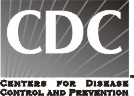 CDC
CENTERS FOR DISEASE
CONTROL AND PREVENTION